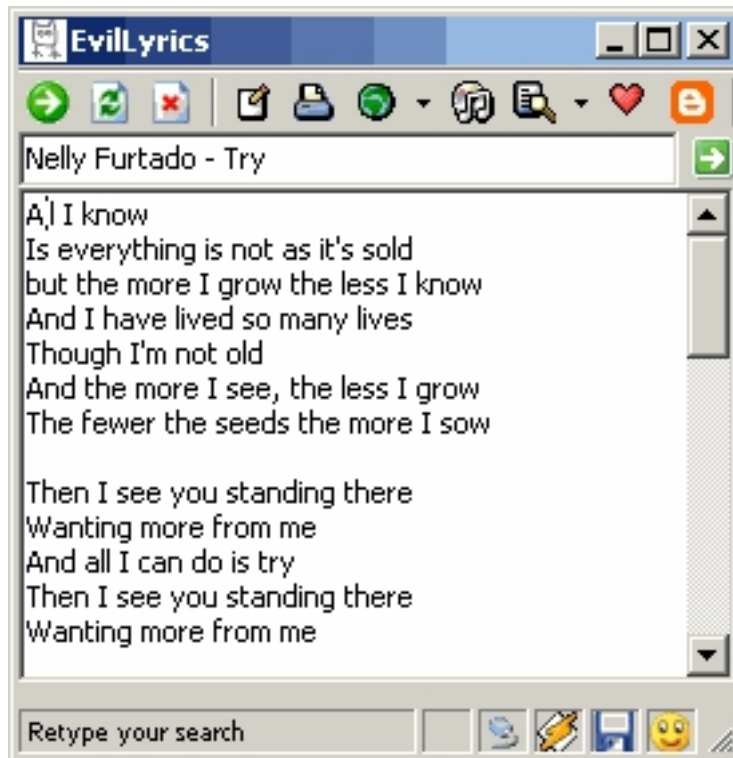 EvilLyrics
Nelly Furtado - Try
All I know
Is everything is not as it's sold
but the more I grow the less I know
And I have lived so many lives
Though I'm not old
And the more I see, the less I grow
The fewer the seeds the more I sow

Then I see you standing there
Wanting more from me
And all I can do is try
Then I see you standing there
Wanting more from me
Retype your search